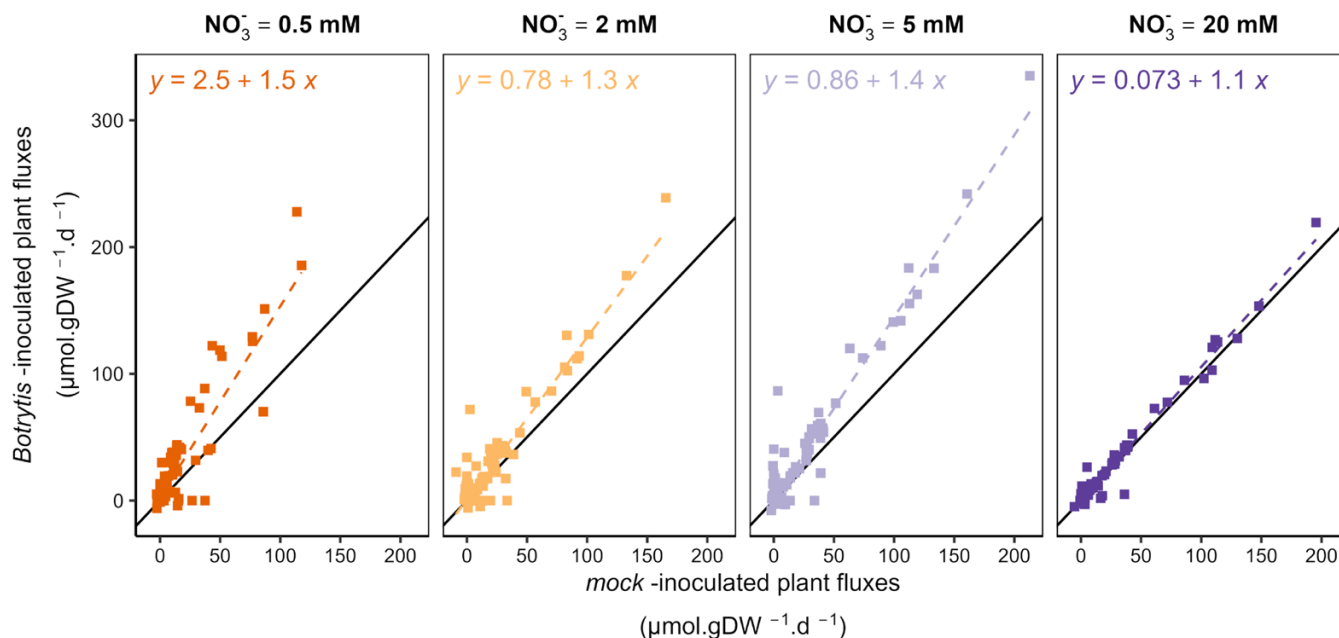 NO₃⁻ = 0.5 mM
NO₃⁻ = 2 mM
NO₃⁻ = 5 mM
NO₃⁻ = 20 mM
y = 2.5 + 1.5 x
y = 0.78 + 1.3 x
y = 0.86 + 1.4 x
y = 0.073 + 1.1 x
Botrytis -inoculated plant fluxes
(μmol.gDW ⁻¹.d ⁻¹)
300
200
100
0
0 50 100 150 200
0 50 100 150 200
0 50 100 150 200
0 50 100 150 200
mock -inoculated plant fluxes
(μmol.gDW ⁻¹.d ⁻¹)